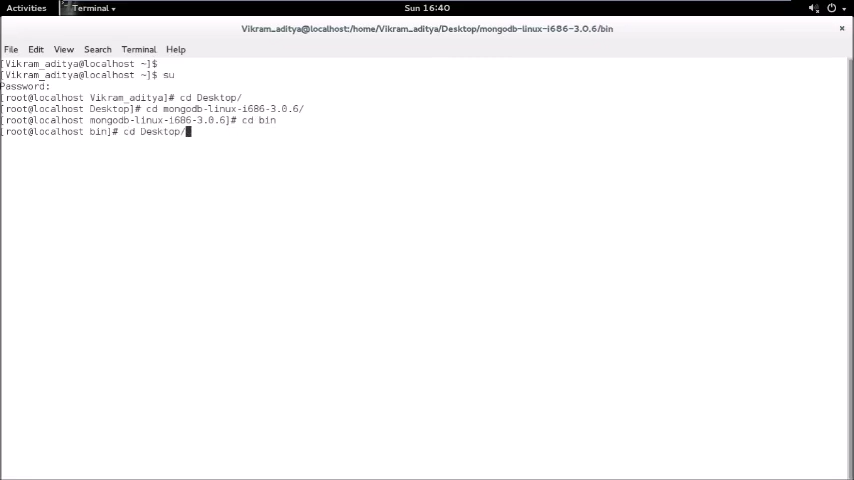 Activities Terminal Sun 16:40
Vikram_aditya@localhost:/home/Vikram_aditya/Desktop/mongodb-linux-i686-3.0.6/bin
File Edit View Search Terminal Help
[Vikram_aditya@localhost ~]$
[Vikram_aditya@localhost ~]$ su
Password:
[root@localhost Vikram_aditya]# cd Desktop/
[root@localhost Desktop]# cd mongodb-linux-i686-3.0.6/
[root@localhost mongodb-linux-i686-3.0.6]# cd bin
[root@localhost bin]# cd Desktop/